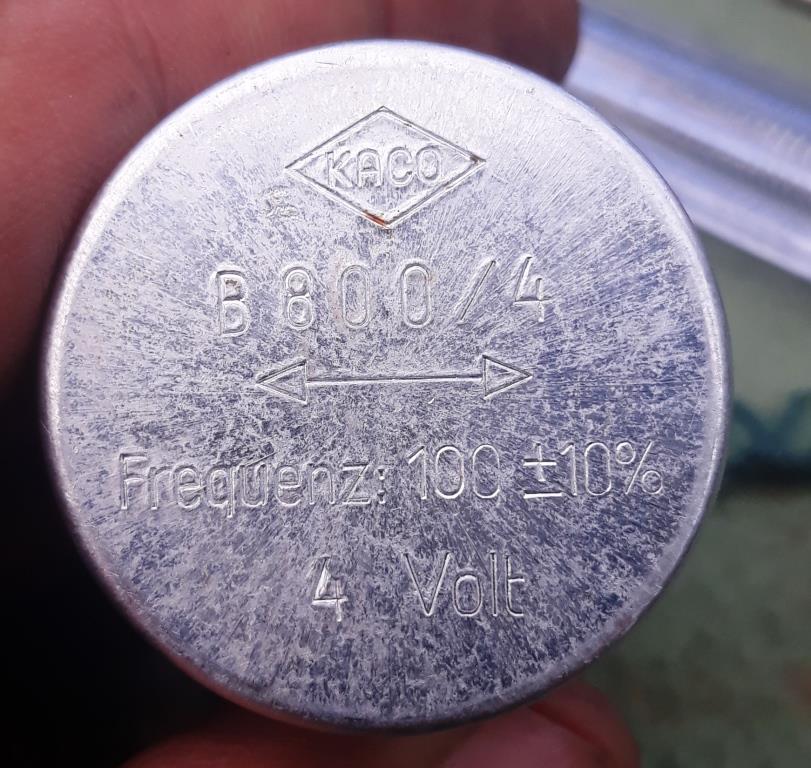 KACO
B 800/4
Frequenz: 100 ±10%
4 Volt